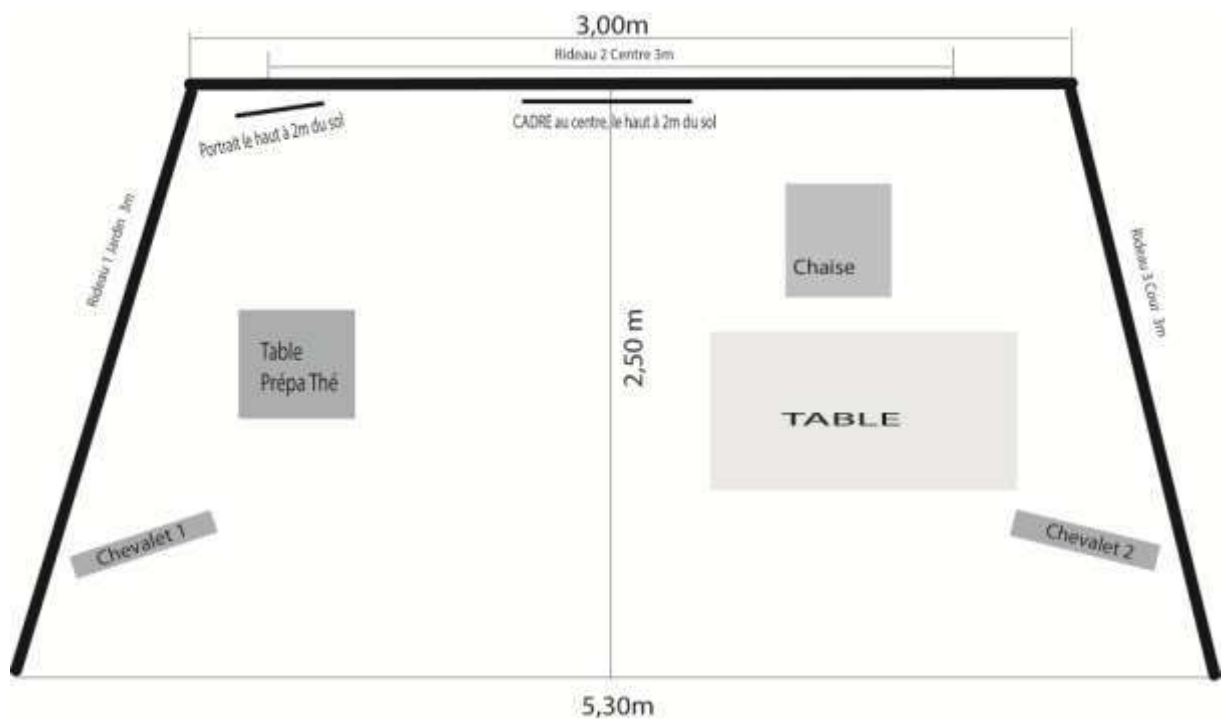 3,00m
Rideau 2 Centre 3m
Portrait le haut à 2m du sol
CADRE au centre, le haut à 2m du sol
Rideau 1 Jardin 3m
Rideau 3 Cour 3m
Chaise
Table
Prépa Thé
2,50 m
TABLE
Chevalet 1
Chevalet 2
5,30m